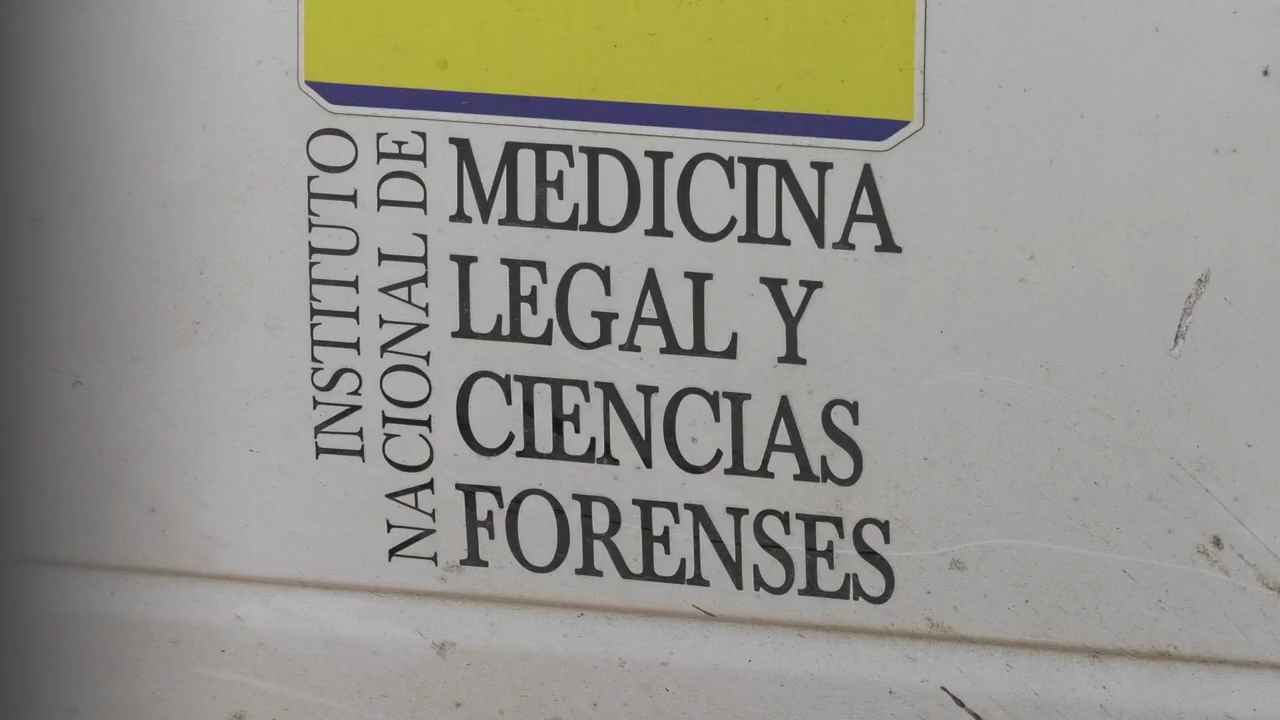 INSTITUTO
NACIONAL DE
MEDICINA
LEGAL Y
CIENCIAS
FORENSES